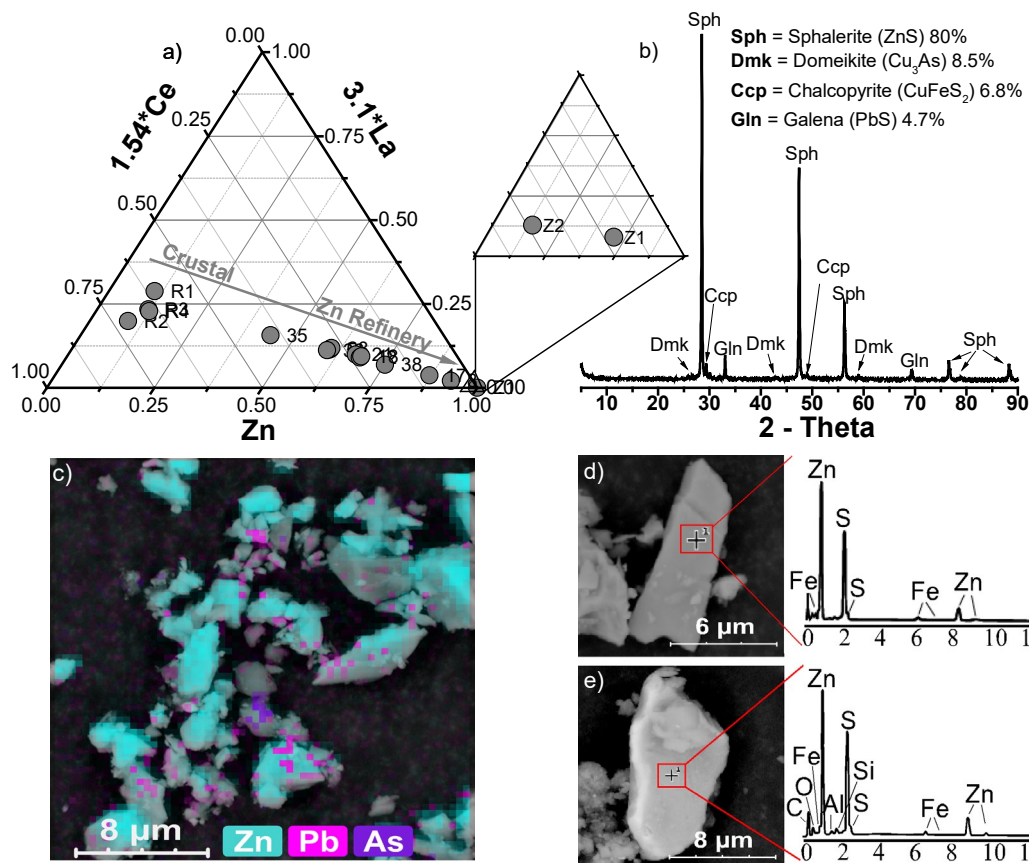 a)
0.00
1.00
1.54*Ce
3.1*La
0.25
0.75
0.50
0.50
0.75
0.25
1.00
0.00
0.25
0.50
0.75
1.00
Zn
Crustal
Zn Refinery
R1
R2
35
38
Z2
Z1
b)
Sph
Sph = Sphalerite (ZnS) 80%
Dmk = Domeikite (Cu3As) 8.5%
Ccp = Chalcopyrite (CuFeS2) 6.8%
Gln = Galena (PbS) 4.7%
Sph
Ccp
Ccp
Sph
Dmk
Gln
Dmk
Dmk
Gln
Sph
10 20 30 40 50 60 70 80 90
2 - Theta
c)
8 µm
Zn Pb As
d)
1
6 µm
Zn
S
Fe
S
Fe
Zn
0 2 4 6 8 10 1
e)
1
8 µm
Zn
S
Fe
O
C
Al
Si
S
Fe
Zn
0 2 4 6 8 10 1